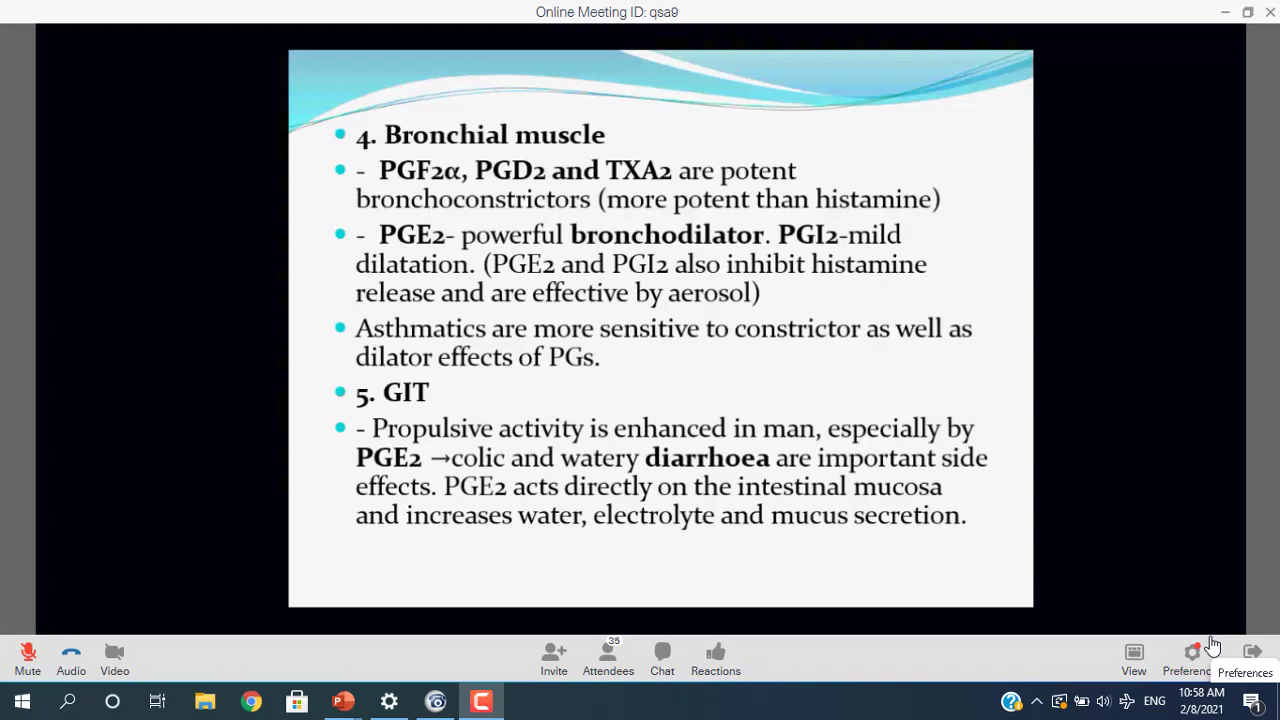 Online Meeting ID: qsa9
4. Bronchial muscle
- PGF2α, PGD2 and TXA2 are potent
bronchoconstrictors (more potent than histamine)
- PGE2- powerful bronchodilator. PGI2-mild
dilatation. (PGE2 and PGI2 also inhibit histamine
release and are effective by aerosol)
Asthmatics are more sensitive to constrictor as well as
dilator effects of PGs.
5. GIT
- Propulsive activity is enhanced in man, especially by
PGE2 →colic and watery diarrhoea are important side
effects. PGE2 acts directly on the intestinal mucosa
and increases water, electrolyte and mucus secretion.
35
Mute Audio Video Invite Attendees Chat Reactions View Preferenc
Preferences
ENG
10:58 AM
2/8/2021
1